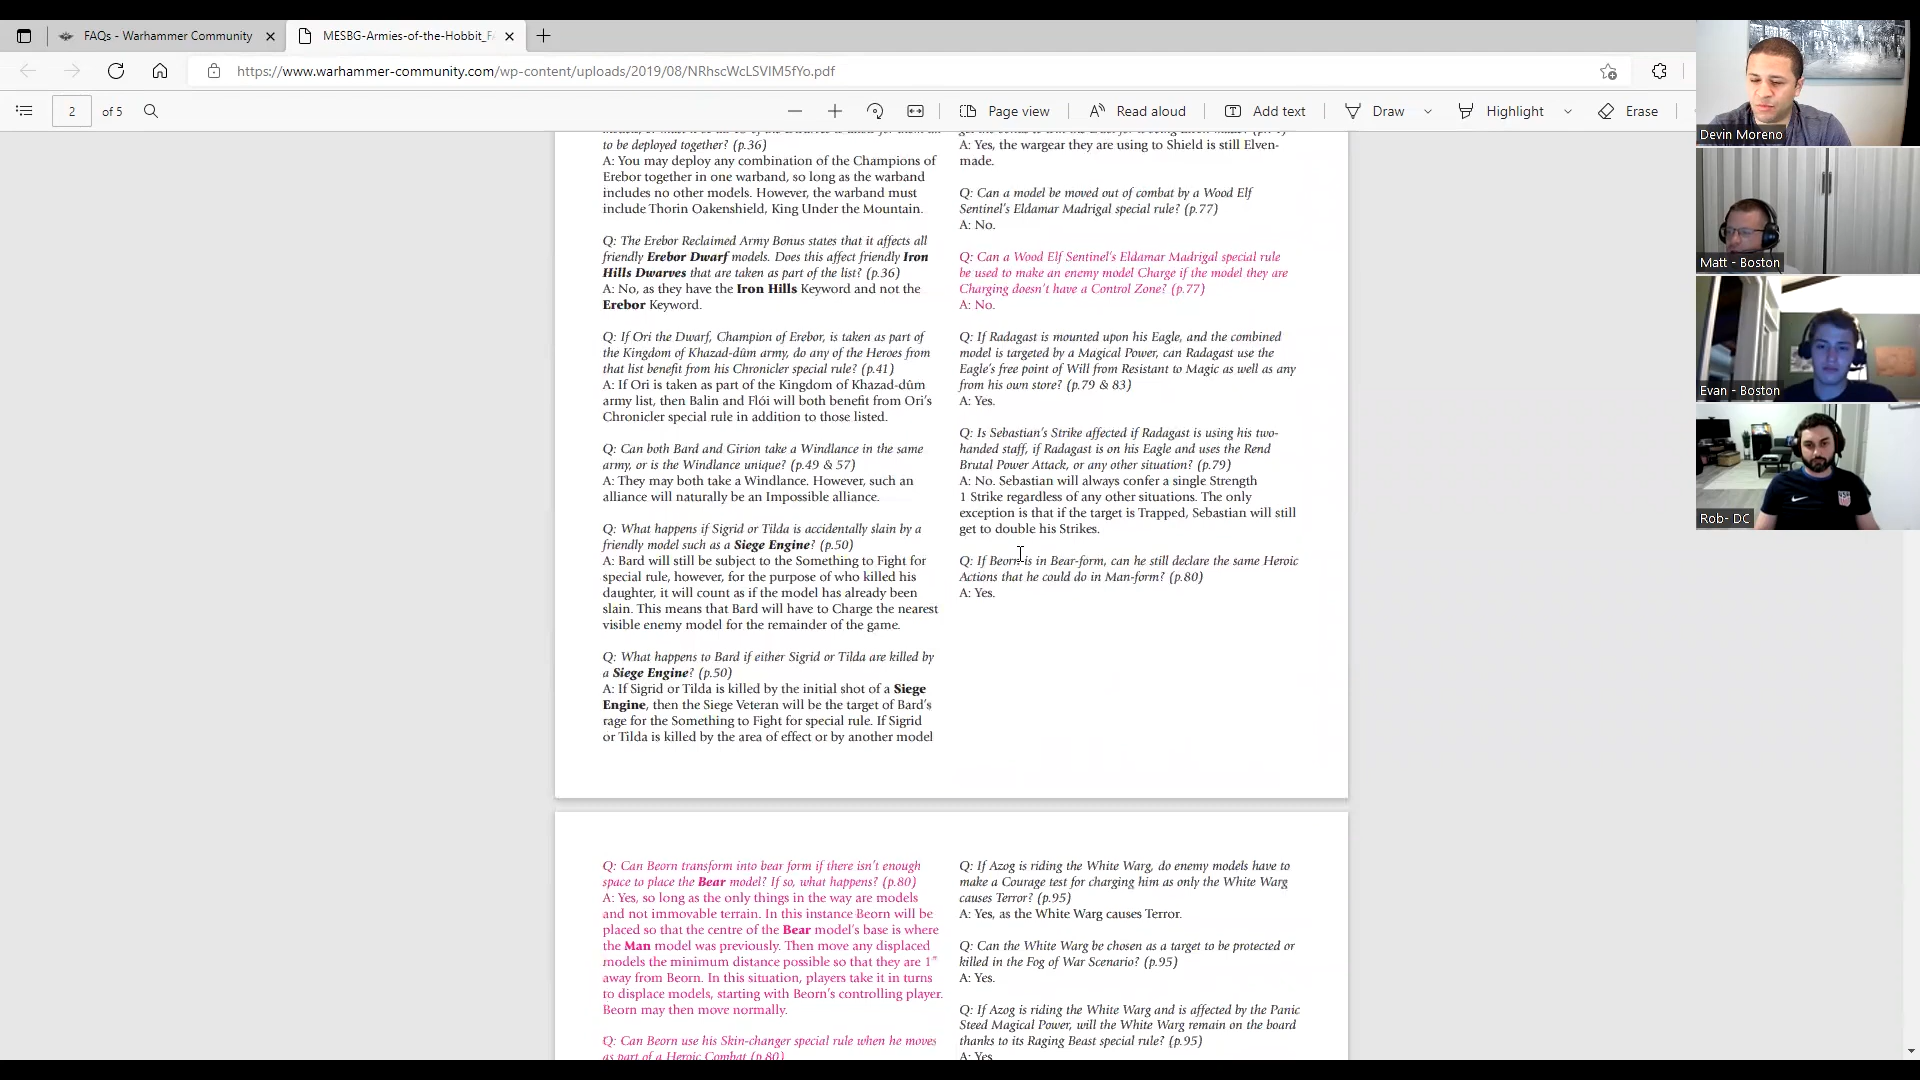 FAQs - Warhammer Community
MESBG-Armies-of-the-Hobbit_F
https://www.warhammer-community.com/wp-content/uploads/2019/08/NRhscWcLSVIM5fYo.pdf
2 of 5
Page view
Read aloud
Add text
Draw
Highlight
Erase
to be deployed together? (p.36)
A: You may deploy any combination of the Champions of
Erebor together in one warband, so long as the warband
includes no other models. However, the warband must
include Thorin Oakenshield, King Under the Mountain.
Q: The Erebor Reclaimed Army Bonus states that it affects all
friendly Erebor Dwarf models. Does this affect friendly Iron
Hills Dwarves that are taken as part of the list? (p.36)
A: No, as they have the Iron Hills Keyword and not the
Erebor Keyword.
Q: If Ori the Dwarf, Champion of Erebor, is taken as part of
the Kingdom of Khazad-dûm army, do any of the Heroes from
that list benefit from his Chronicler special rule? (p.41)
A: If Ori is taken as part of the Kingdom of Khazad-dûm
army list, then Balin and Flói will both benefit from Ori's
Chronicler special rule in addition to those listed.
Q: Can both Bard and Girion take a Windlance in the same
army, or is the Windlance unique? (p.49 & 57)
A: They may both take a Windlance. However, such an
alliance will naturally be an Impossible alliance.
Q: What happens if Sigrid or Tilda is accidentally slain by a
friendly model such as a Siege Engine? (p.50)
A: Bard will still be subject to the Something to Fight for
special rule, however, for the purpose of who killed his
daughter, it will count as if the model has already been
slain. This means that Bard will have to Charge the nearest
visible enemy model for the remainder of the game.
Q: What happens to Bard if either Sigrid or Tilda are killed by
a Siege Engine? (p.50)
A: If Sigrid or Tilda is killed by the initial shot of a Siege
Engine, then the Siege Veteran will be the target of Bard's
rage for the Something to Fight for special rule. If Sigrid
or Tilda is killed by the area of effect or by another model
A: Yes, the wargear they are using to Shield is still Elven-
made.
Q: Can a model be moved out of combat by a Wood Elf
Sentinel's Eldamar Madrigal special rule? (p.77)
A: No.
Q: Can a Wood Elf Sentinel's Eldamar Madrigal special rule
be used to make an enemy model Charge if the model they are
Charging doesn't have a Control Zone? (p.77)
A: No.
Q: If Radagast is mounted upon his Eagle, and the combined
model is targeted by a Magical Power, can Radagast use the
Eagle's free point of Will from Resistant to Magic as well as any
from his own store? (p.79 & 83)
A: Yes.
Q: Is Sebastian's Strike affected if Radagast is using his two-
handed staff, if Radagast is on his Eagle and uses the Rend
Brutal Power Attack, or any other situation? (p.79)
A: No. Sebastian will always confer a single Strength
1 Strike regardless of any other situations. The only
exception is that if the target is Trapped, Sebastian will still
get to double his Strikes.
Q: If Beorn is in Bear-form, can he still declare the same Heroic
Actions that he could do in Man-form? (p.80)
A: Yes.
Q: Can Beorn transform into bear form if there isn't enough
space to place the Bear model? If so, what happens? (p.80)
A: Yes, so long as the only things in the way are models
and not immovable terrain. In this instance Beorn will be
placed so that the centre of the Bear model's base is where
the Man model was previously. Then move any displaced
models the minimum distance possible so that they are 1"
away from Beorn. In this situation, players take it in turns
to displace models, starting with Beorn's controlling player.
Beorn may then move normally.
Q: Can Beorn use his Skin-changer special rule when he moves
as part of a Heroic Combat (p.80)
Q: If Azog is riding the White Warg, do enemy models have to
make a Courage test for charging him as only the White Warg
causes Terror? (p.95)
A: Yes, as the White Warg causes Terror.
Q: Can the White Warg be chosen as a target to be protected or
killed in the Fog of War Scenario? (p.95)
A: Yes.
Q: If Azog is riding the White Warg and is affected by the Panic
Steed Magical Power, will the White Warg remain on the board
thanks to its Raging Beast special rule? (p.95)
A: Yes
Devin Moreno
Matt - Boston
Evan - Boston
Rob- DC